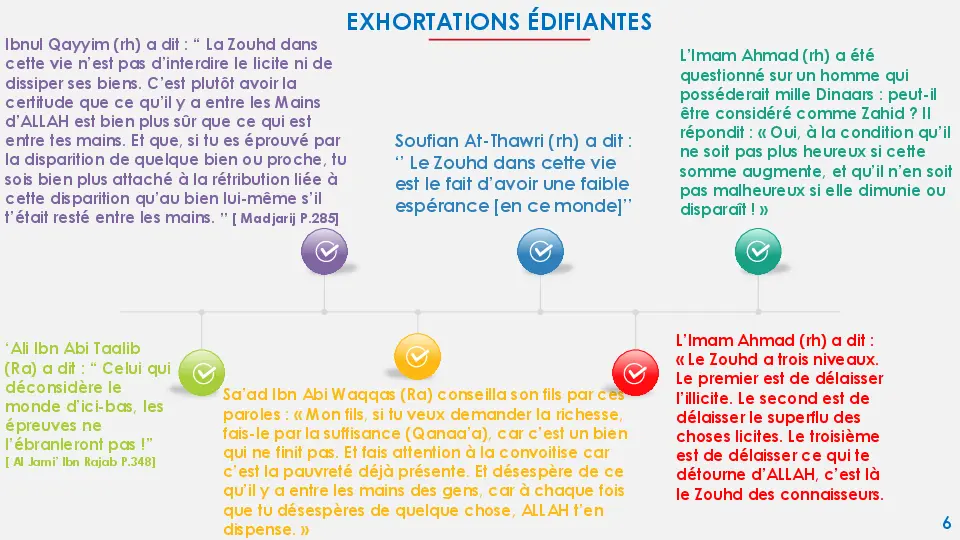 EXHORTATIONS ÉDIFIANTES
Ibnul Qayyim (rh) a dit : “ La Zouhd dans
cette vie n’est pas d’interdire le licite ni de
dissiper ses biens. C’est plutôt avoir la
certitude que ce qu’il y a entre les Mains
d’ALLAH est bien plus sûr que ce qui est
entre tes mains. Et que, si tu es éprouvé par
la disparition de quelque bien ou proche, tu
sois bien plus attaché à la rétribution liée à
cette disparition qu’au bien lui-même s’il
t’était resté entre les mains. ’’ [ Madjarij P.285]
Soufian At-Thawri (rh) a dit :
‘’ Le Zouhd dans cette vie
est le fait d’avoir une faible
espérance [en ce monde]’’
L’Imam Ahmad (rh) a été
questionné sur un homme qui
posséderait mille Dinaars : peut-il
être considéré comme Zahid ? Il
répondit : « Oui, à la condition qu’il
ne soit pas plus heureux si cette
somme augmente, et qu’il n’en soit
pas malheureux si elle dimunie ou
disparaît ! »
‘Ali Ibn Abi Taalib
(Ra) a dit : “ Celui qui
déconsidère le
monde d’ici-bas, les
épreuves ne
l’ébranleront pas !”
[ Al Jami’ Ibn Rajab P.348]
Sa’ad Ibn Abi Waqqas (Ra) conseilla son fils par ces
paroles : « Mon fils, si tu veux demander la richesse,
fais-le par la suffisance (Qanaa’a), car c’est un bien
qui ne finit pas. Et fais attention à la convoitise car
c’est la pauvreté déjà présente. Et désespère de ce
qu’il y a entre les mains des gens, car à chaque fois
que tu désespères de quelque chose, ALLAH t’en
dispense. »
L’Imam Ahmad (rh) a dit :
« Le Zouhd a trois niveaux.
Le premier est de délaisser
l’illicite. Le second est de
délaisser le superflu des
choses licites. Le troisième
est de délaisser ce qui te
détourne d’ALLAH, c’est là
le Zouhd des connaisseurs.
6